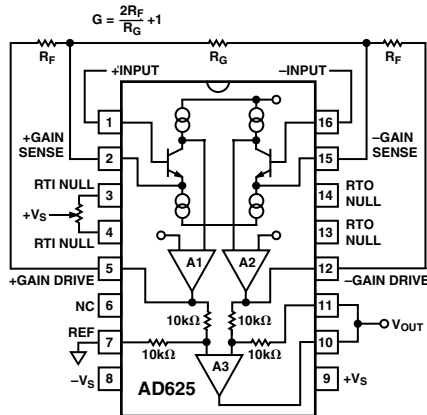 G = 2RF/RG +1
RF RG RF
+INPUT –INPUT
1 16
+GAIN SENSE 2 15 –GAIN SENSE
RTI NULL 3 14 RTO NULL
+VS
RTI NULL 4 13 RTO NULL
A1 A2
+GAIN DRIVE 5 12 –GAIN DRIVE
NC 6 10kΩ 10kΩ 11
VOUT
REF 7 10kΩ 10kΩ 10
A3
–VS 8 AD625 9 +VS